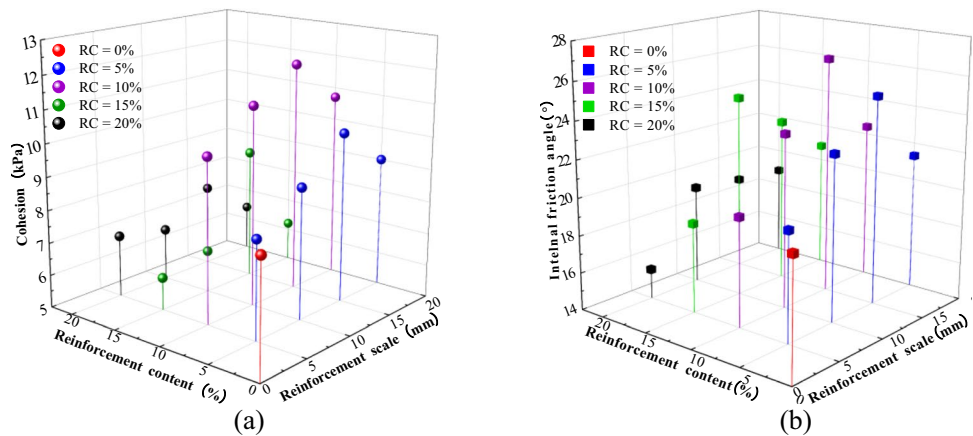 13
12
11
10
9
8
7
6
5
Cohesion (kPa)
RC = 0%
RC = 5%
RC = 10%
RC = 15%
RC = 20%
20
15
10
5
0
Reinforcement content (%)
0
5
10
15
20
Reinforcement scale (mm)
(a)
28
26
24
22
20
18
16
14
Intelnal friction angle(°)
RC = 0%
RC = 5%
RC = 10%
RC = 15%
RC = 20%
20
15
10
5
0
Reinforcement content(%)
0
5
10
15
Reinforcement scale(mm)
(b)